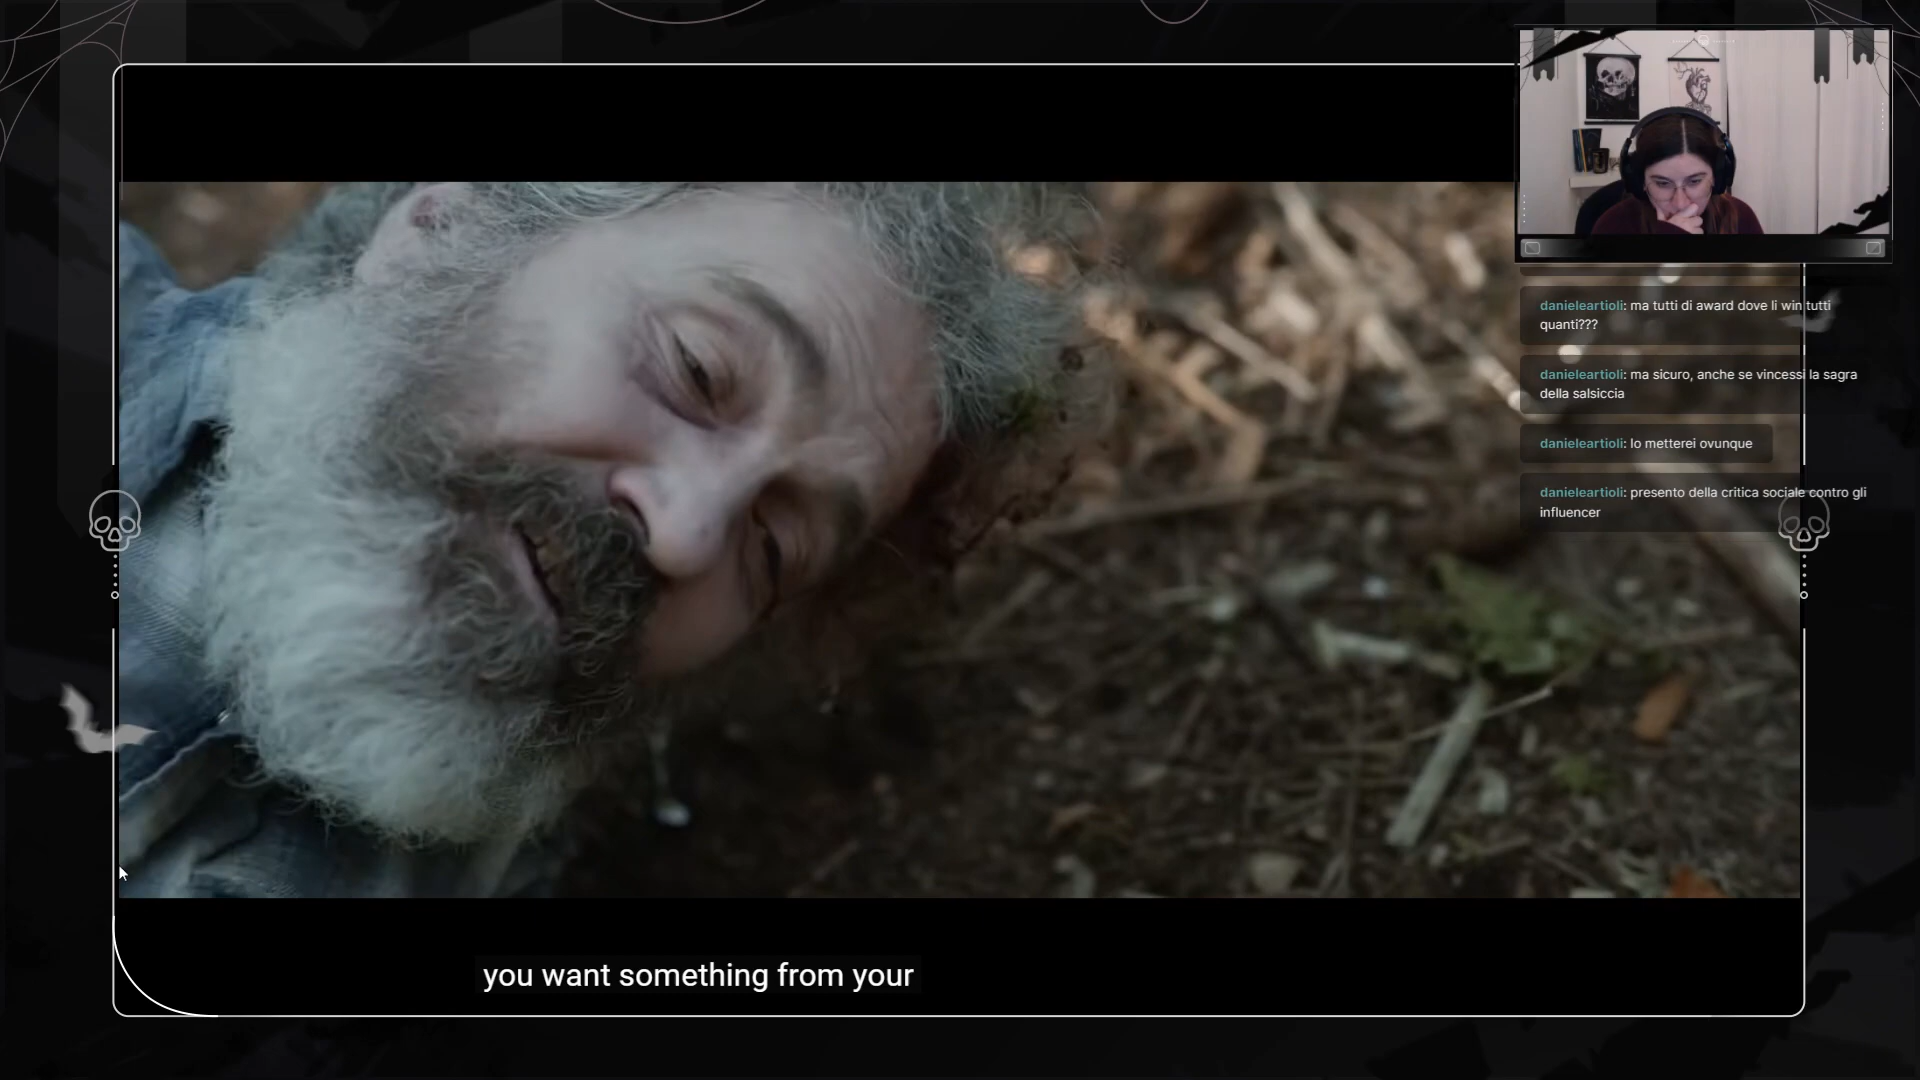 danieleartioli: ma tutti di award dove li win tutti
quanti???
danieleartioli: ma sicuro, anche se vincessi la sagra
della salsiccia
danieleartioli: lo metterei ovunque
danieleartioli: presento della critica sociale contro gli
influencer
you want something from your